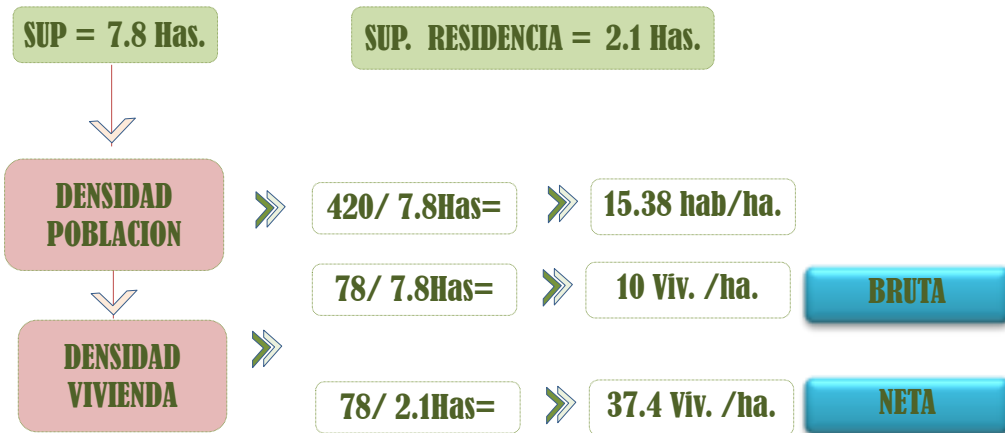 SUP = 7.8 Has.
SUP. RESIDENCIA = 2.1 Has.
DENSIDAD
POBLACION
420/ 7.8Has=
15.38 hab/ha.
78/ 7.8Has=
10 Viv. /ha.
BRUTA
DENSIDAD
VIVIENDA
78/ 2.1Has=
37.4 Viv. /ha.
NETA